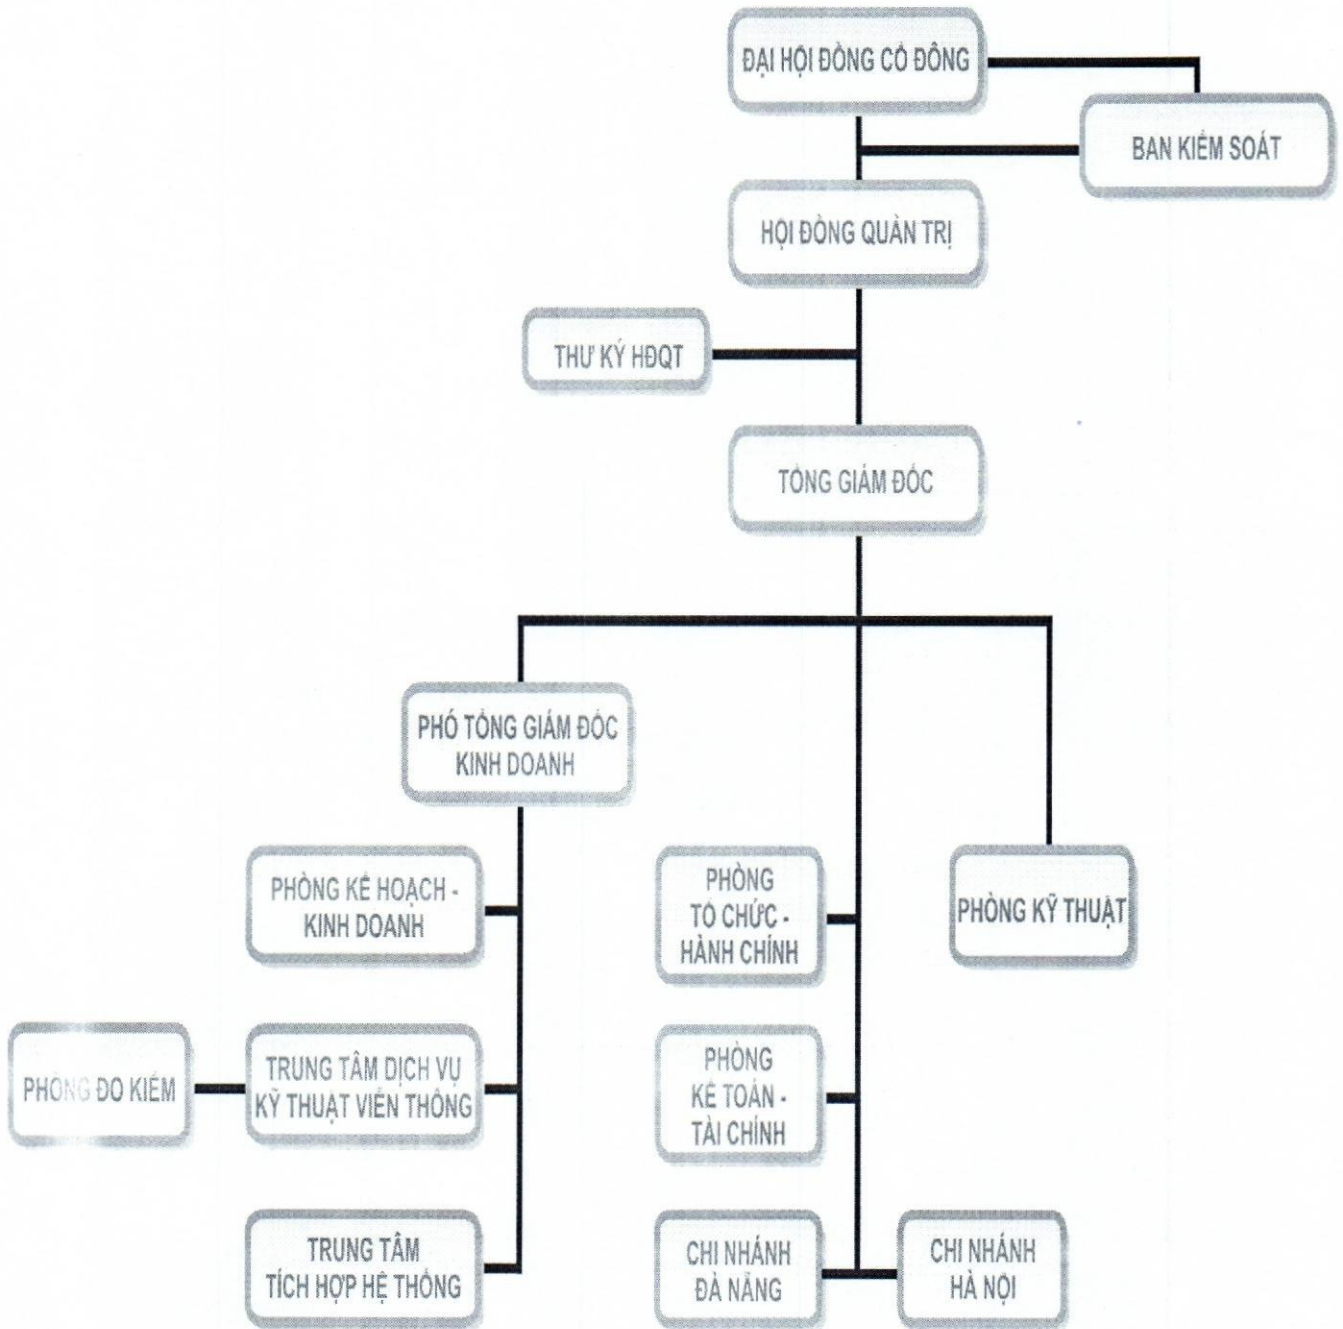 ĐẠI HỘI ĐỒNG CỔ ĐÔNG
BAN KIỂM SOÁT
HỘI ĐỒNG QUẢN TRỊ
THƯ KÝ HĐQT
TỔNG GIÁM ĐỐC
PHÓ TỔNG GIÁM ĐỐC
KINH DOANH
PHÒNG KẾ HOẠCH -
KINH DOANH
PHÒNG
TỔ CHỨC -
HÀNH CHÍNH
PHÒNG KỸ THUẬT
PHÒNG ĐO KIỂM
TRUNG TÂM DỊCH VỤ
KỸ THUẬT VIỄN THÔNG
PHÒNG
KẾ TOÁN -
TÀI CHÍNH
TRUNG TÂM
TÍCH HỢP HỆ THỐNG
CHI NHÁNH
ĐÀ NẴNG
CHI NHÁNH
HÀ NỘI